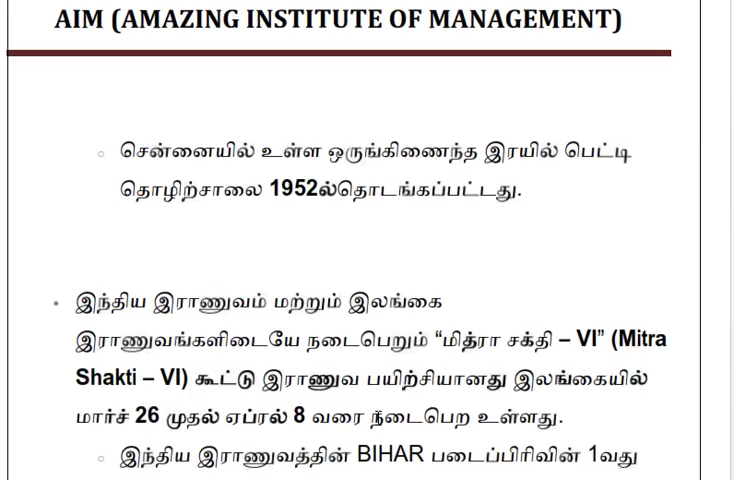 AIM (AMAZING INSTITUTE OF MANAGEMENT)
சென்னையில் உள்ள ஒருங்கிணைந்த இரயில் பெட்டி
தொழிற்சாலை 1952ல்தொடங்கப்பட்டது.
இந்திய இராணுவம் மற்றும் இலங்கை
இராணுவங்களிடையே நடைபெறும் “மித்ரா சக்தி – VI” (Mitra
Shakti – VI) கூட்டு இராணுவ பயிற்சியானது இலங்கையில்
மார்ச் 26 முதல் ஏப்ரல் 8 வரை நடைபெற உள்ளது.
இந்திய இராணுவத்தின் BIHAR படைப்பிரிவின் 1வது